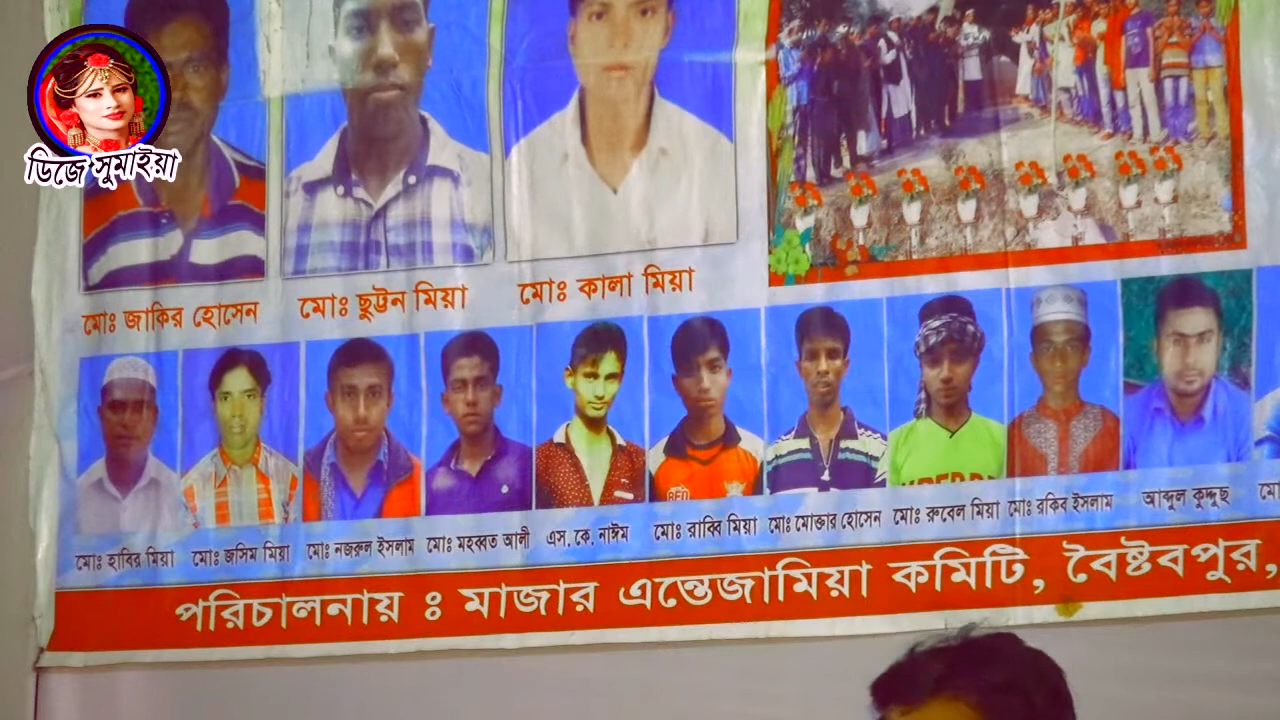 ডিজে সুমাইয়া
মোঃ জাকির হোসেন মোঃ ছুট্টন মিয়া মোঃ কালা মিয়া
মোঃ হাবির মিয়া মোঃ জসিম মিয়া মোঃ নজরুল ইসলাম মোঃ মহব্বত আলী এস. কে. নাঈম মোঃ রাব্বি মিয়া মোঃ মোক্তার হোসেন মোঃ রুবেল মিয়া মোঃ রকিব ইসলাম আব্দুল কুদ্দুছ
পরিচালনায় ঃ মাজার এন্তেজামিয়া কমিটি, বৈষ্টবপুর,